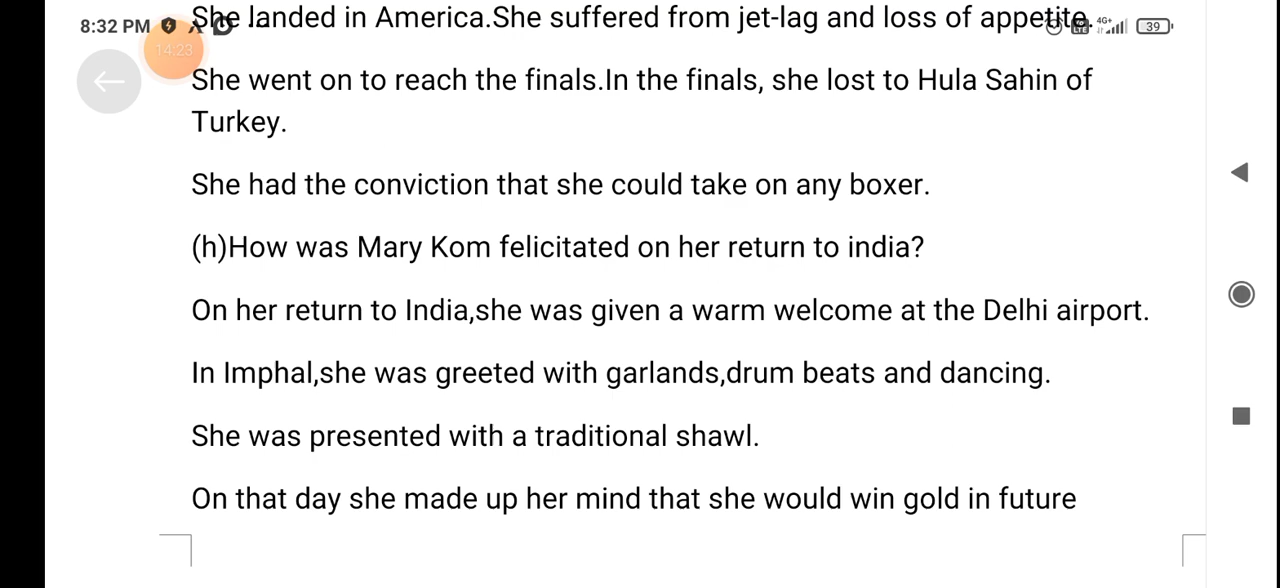 8:32 PM
She landed in America.She suffered from jet-lag and loss of appetite.
4G+
39
14:23
She went on to reach the finals.In the finals, she lost to Hula Sahin of
Turkey.
She had the conviction that she could take on any boxer.
(h)How was Mary Kom felicitated on her return to india?
On her return to India,she was given a warm welcome at the Delhi airport.
In Imphal,she was greeted with garlands,drum beats and dancing.
She was presented with a traditional shawl.
On that day she made up her mind that she would win gold in future